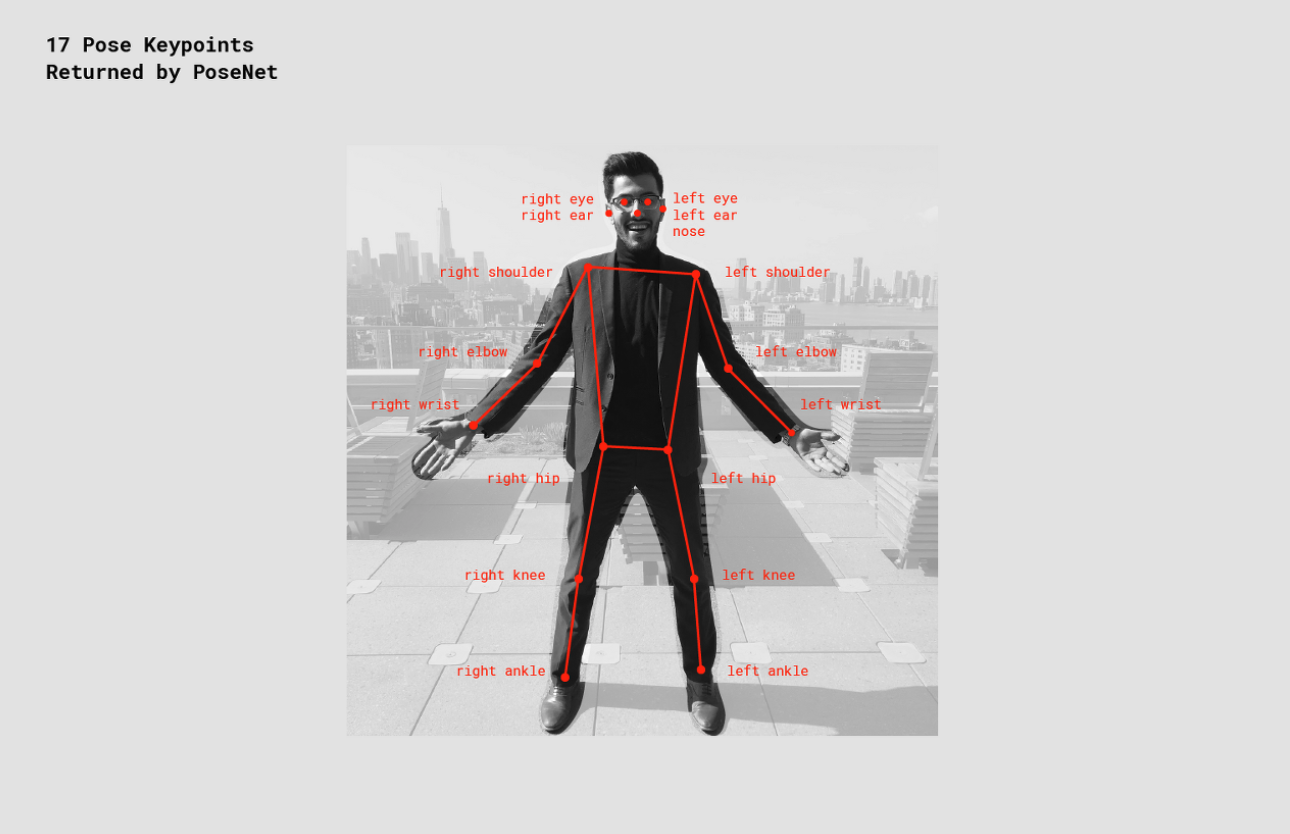 17 Pose Keypoints
Returned by PoseNet
right eye
left eye
right ear
left ear
nose
right shoulder
left shoulder
right elbow
left elbow
right wrist
left wrist
right hip
left hip
right knee
left knee
right ankle
left ankle